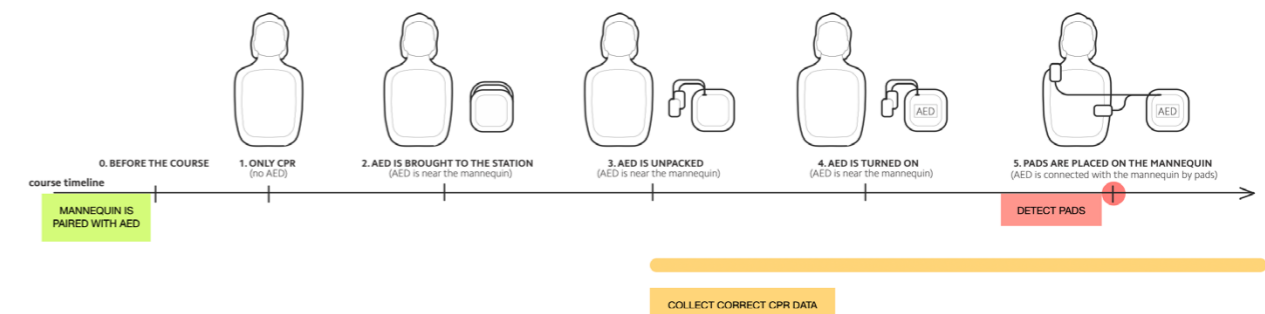 AED
AED
0. BEFORE THE COURSE
1. ONLY CPR
(no AED)
2. AED IS BROUGHT TO THE STATION
(AED is near the mannequin)
3. AED IS UNPACKED
(AED is near the mannequin)
4. AED IS TURNED ON
(AED is near the mannequin)
5. PADS ARE PLACED ON THE MANNEQUIN
(AED is connected with the mannequin by pads)
course timeline
MANNEQUIN IS
PAIRED WITH AED
DETECT PADS
COLLECT CORRECT CPR DATA